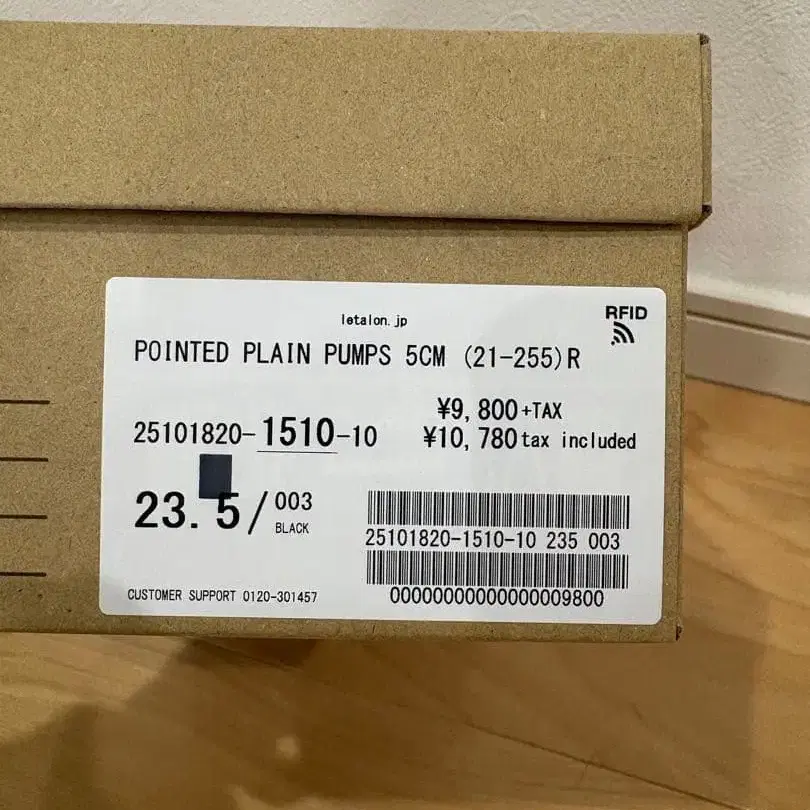 letalon.jp
RFID
POINTED PLAIN PUMPS 5CM (21-255)R
¥9,800+TAX
25101820-1510-10
¥10,780 tax included
23.5/003
BLACK
25101820-1510-10 235 003
00000000000000009800
CUSTOMER SUPPORT 0120-301457